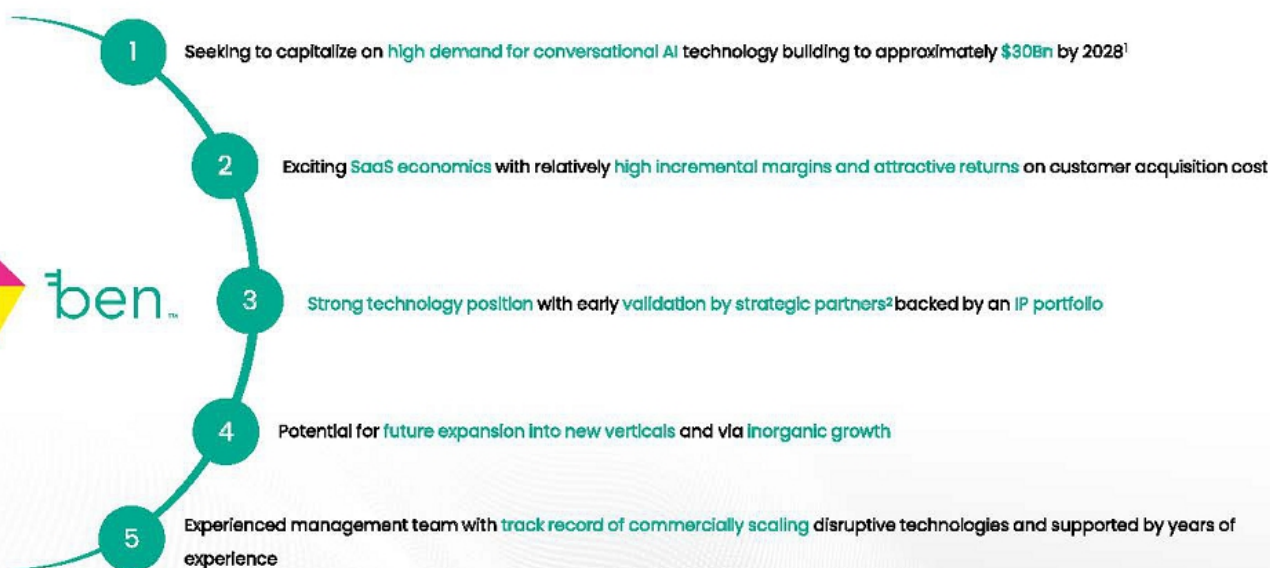 1
Seeking to capitalize on high demand for conversational AI technology building to approximately $30Bn by 2028¹
2
Exciting SaaS economics with relatively high incremental margins and attractive returns on customer acquisition cost
ben™
3
Strong technology position with early validation by strategic partners² backed by an IP portfolio
4
Potential for future expansion into new verticals and via inorganic growth
5
Experienced management team with track record of commercially scaling disruptive technologies and supported by years of
experience